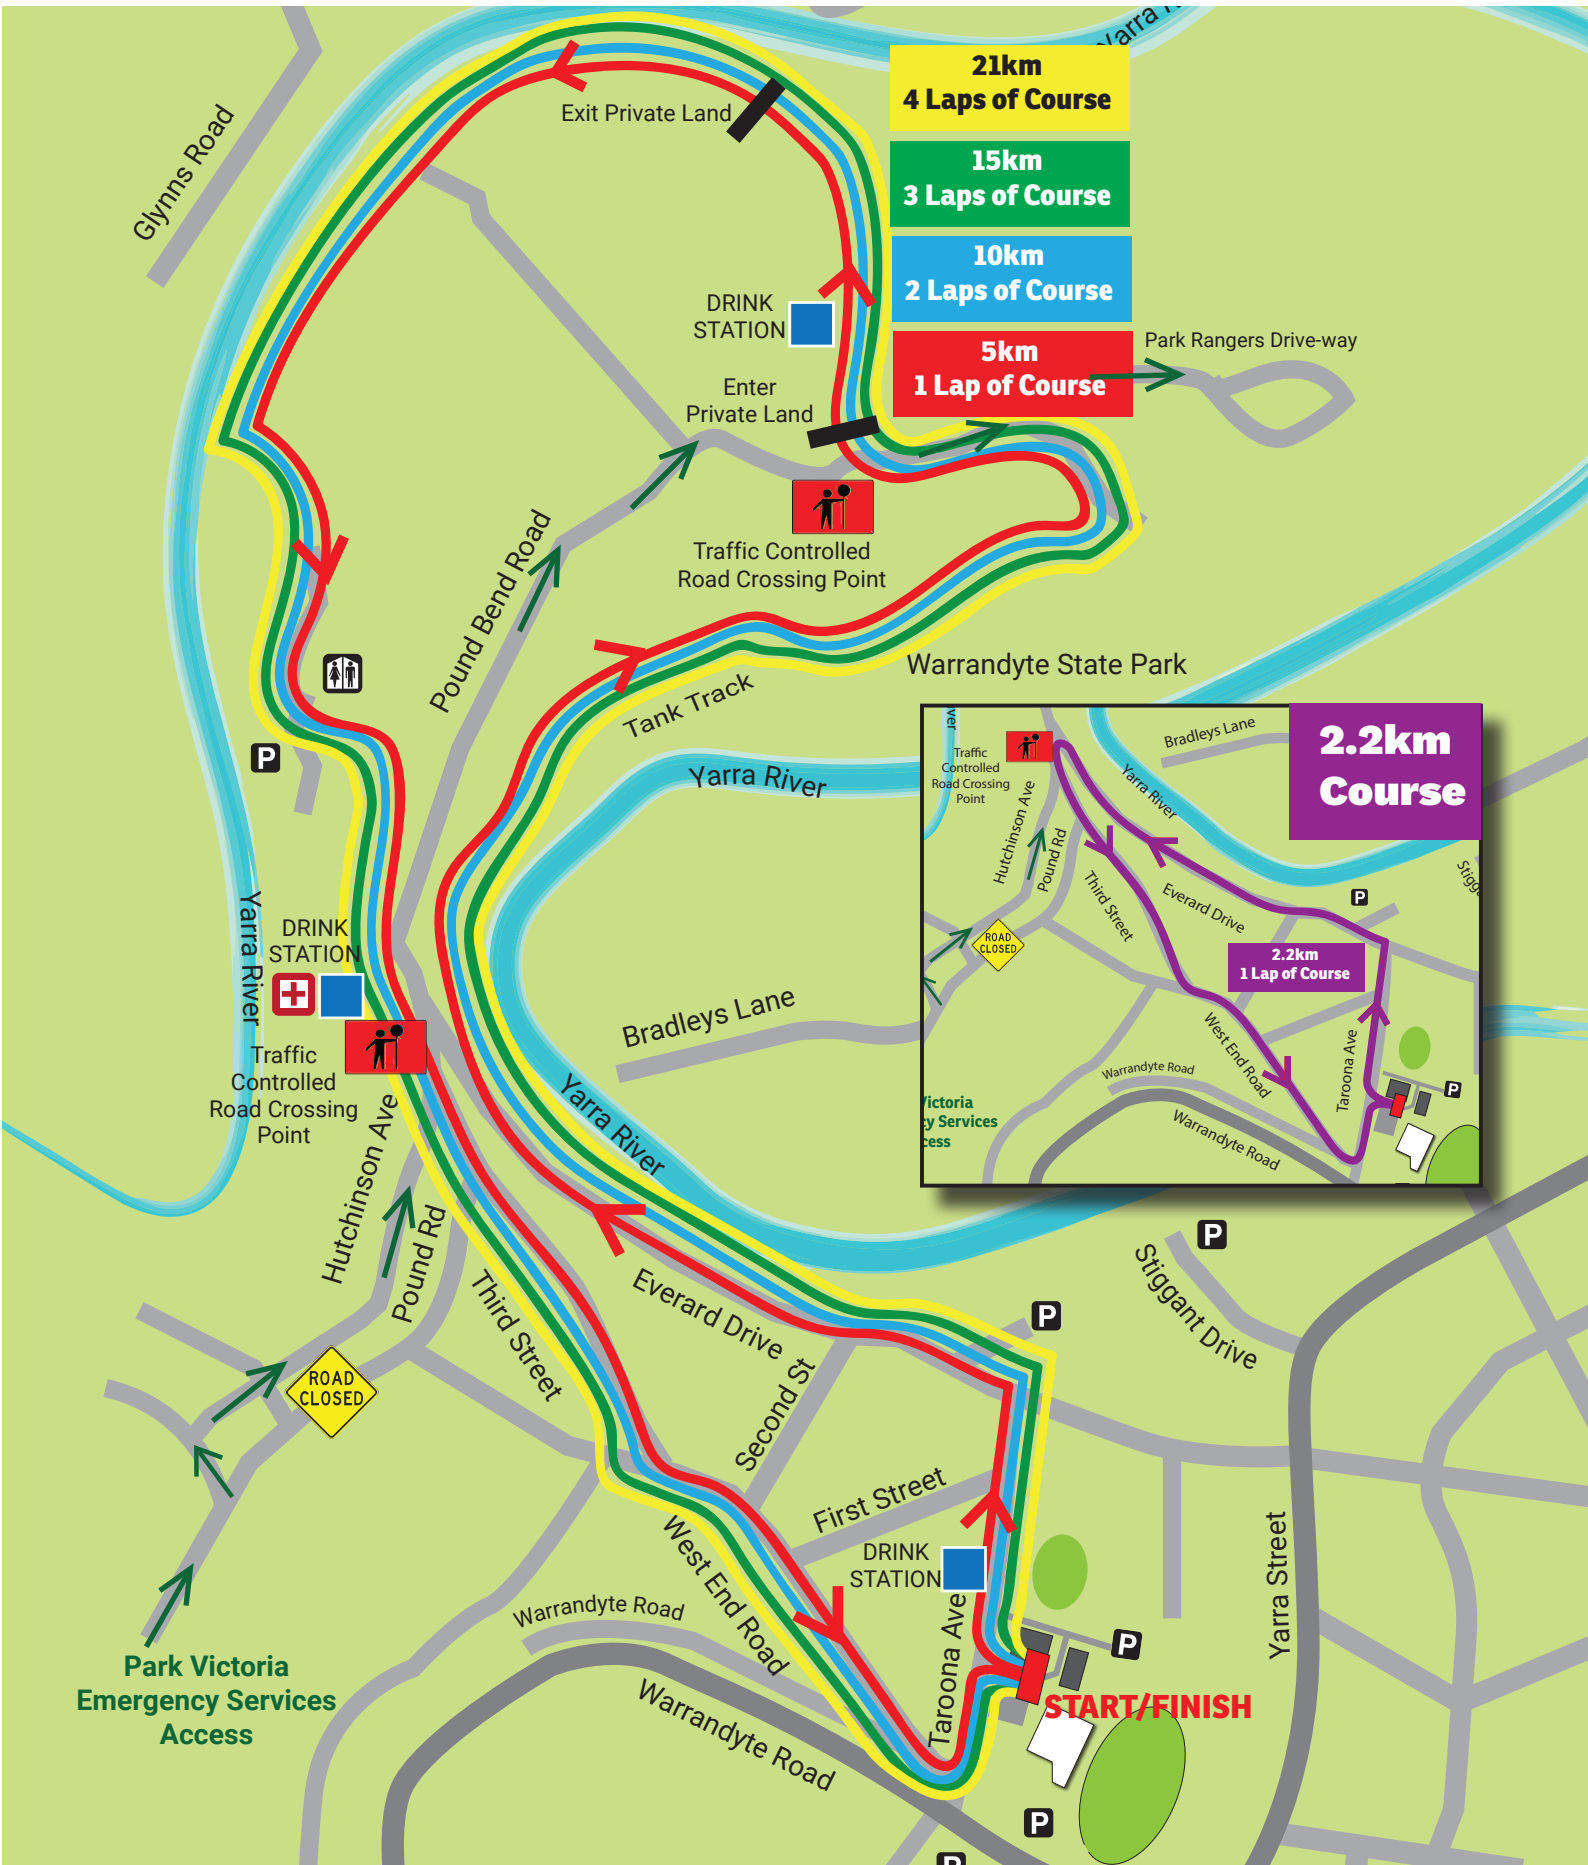 Yarra R
21km
4 Laps of Course
Exit Private Land
Glynns Road
15km
3 Laps of Course
10km
2 Laps of Course
DRINK
STATION
5km
1 Lap of Course
Park Rangers Drive-way
Enter
Private Land
Traffic Controlled
Road Crossing Point
Pound Bend Road
Warrandyte State Park
Tank Track
P
Yarra River
2.2km
Course
ver
Bradleys Lane
Traffic
Controlled
Road Crossing
Point
Yarra River
Hutchinson Ave
Pound Rd
Third Street
Everard Drive
P
Stigg
ROAD
CLOSED
2.2km
1 Lap of Course
West End Road
Taroona Ave
Warrandyte Road
Warrandyte Road
P
ictoria
cy Services
cess
Yarra River
DRINK
STATION
Bradleys Lane
Traffic
Controlled
Road Crossing
Point
Yarra River
Hutchinson Ave
Pound Rd
P
Stiggant Drive
Third Street
Everard Drive
P
ROAD
CLOSED
Second St
First Street
West End Road
DRINK
STATION
Yarra Street
Warrandyte Road
Taroona Ave
P
Park Victoria
Emergency Services
Access
Warrandyte Road
START/FINISH
P
P